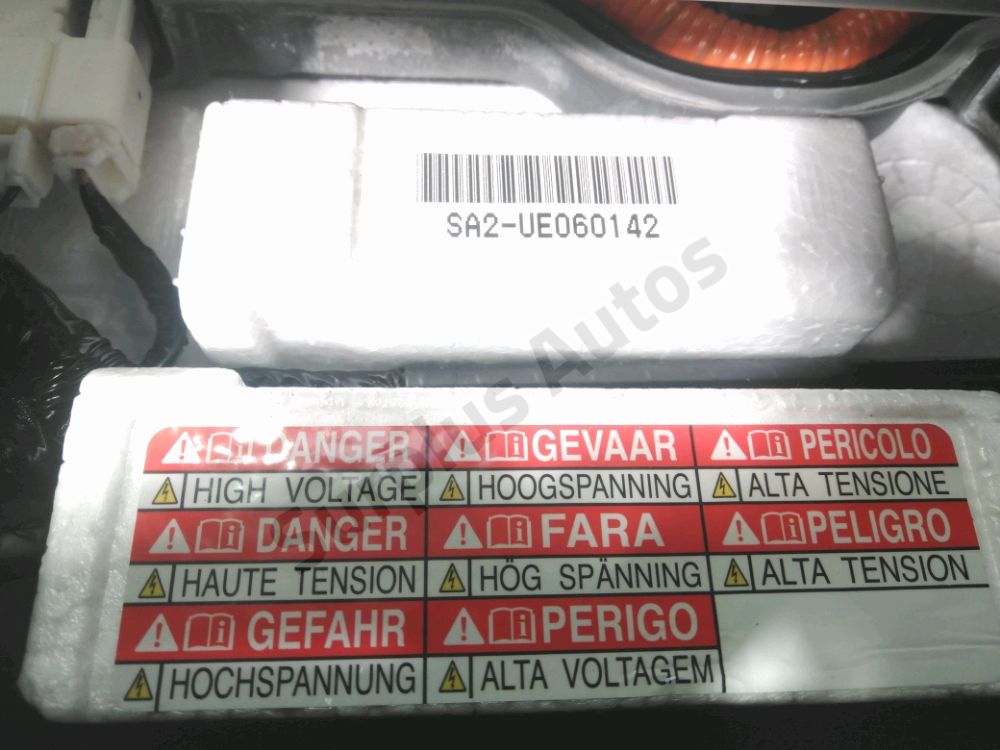 SA2-UE060142
Surplus Autos
DANGER GEVAAR PERICOLO
HIGH VOLTAGE HOOGSPANNING ALTA TENSIONE
DANGER FARA PELIGRO
HAUTE TENSION HÖG SPÄNNING ALTA TENSION
GEFAHR PERIGO
HOCHSPANNUNG ALTA VOLTAGEM